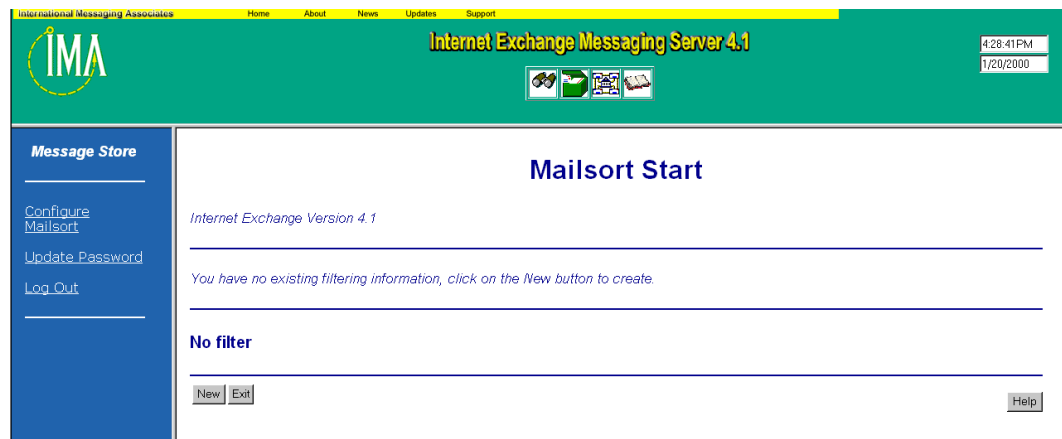 International Messaging Associates Home About News Updates Support
IMA
Internet Exchange Messaging Server 4.1
4:28:41PM
1/20/2000
Message Store
Configure
Mailsort
Update Password
Log Out
Mailsort Start
Internet Exchange Version 4.1
You have no existing filtering information, click on the New button to create.
No filter
New Exit
Help